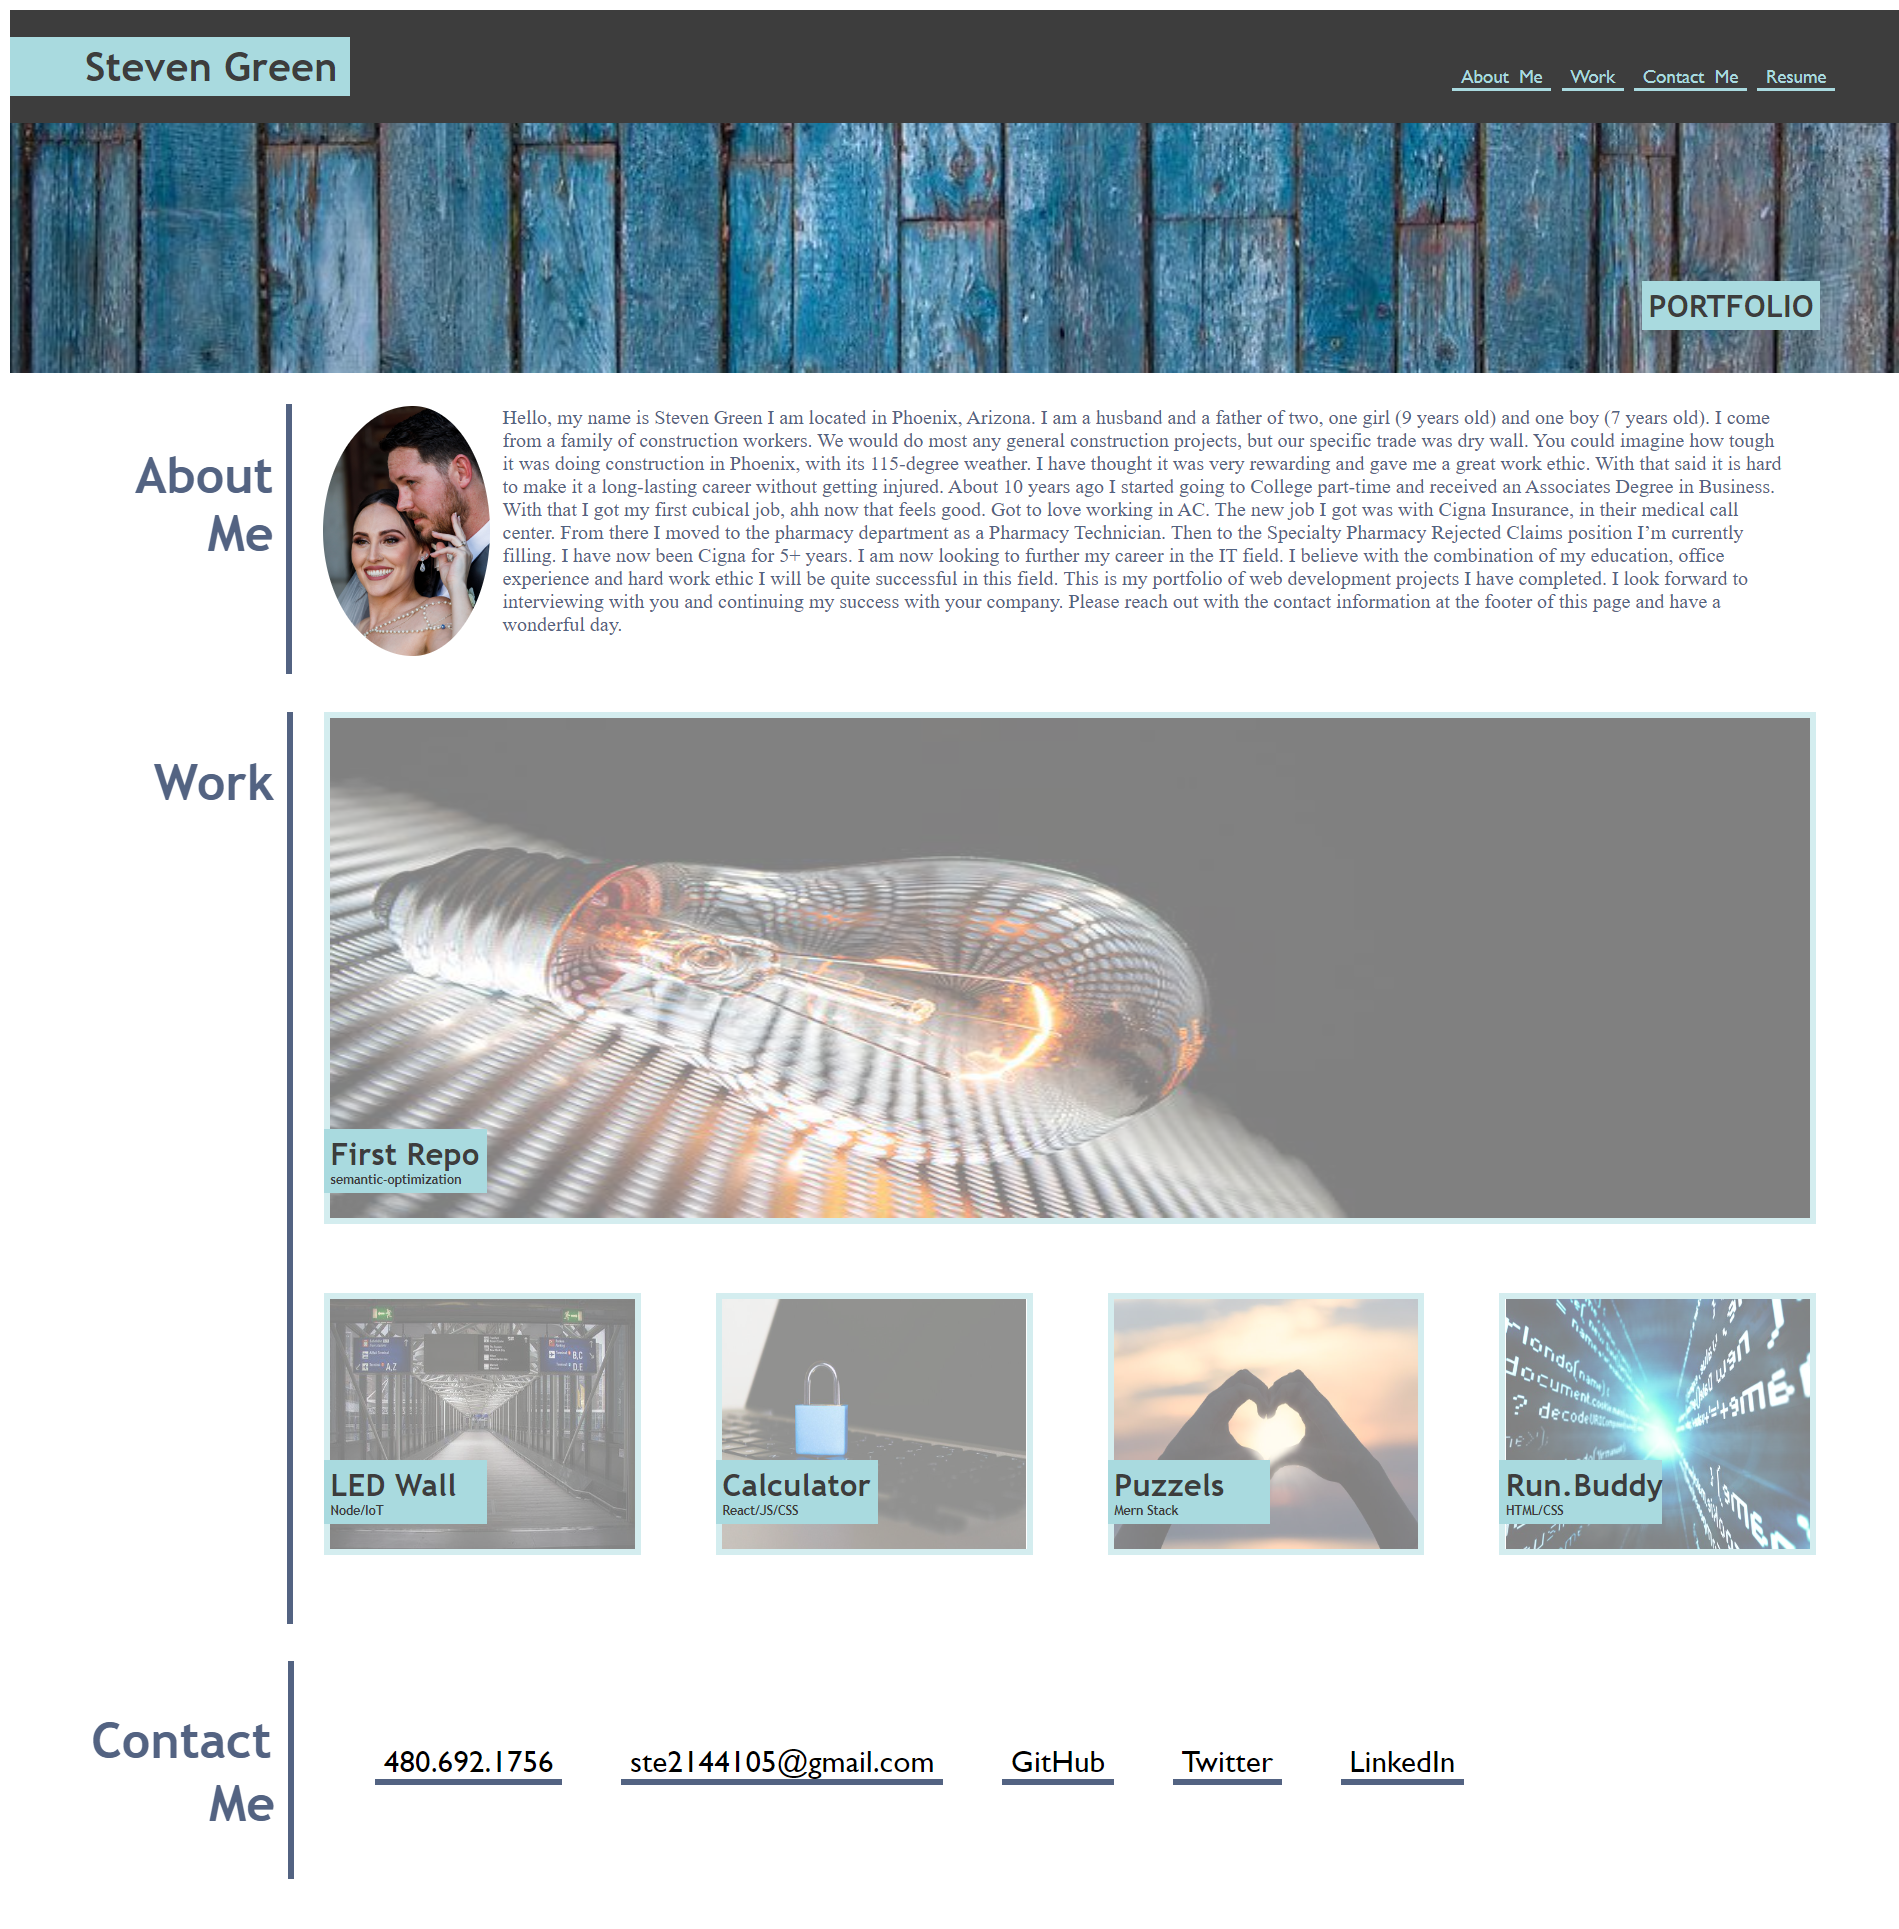 Steven Green
About Me
Work
Contact Me
Resume
PORTFOLIO
About
Me
Hello, my name is Steven Green I am located in Phoenix, Arizona. I am a husband and a father of two, one girl (9 years old) and one boy (7 years old). I come
from a family of construction workers. We would do most any general construction projects, but our specific trade was dry wall. You could imagine how tough
it was doing construction in Phoenix, with its 115-degree weather. I have thought it was very rewarding and gave me a great work ethic. With that said it is hard
to make it a long-lasting career without getting injured. About 10 years ago I started going to College part-time and received an Associates Degree in Business.
With that I got my first cubical job, ahh now that feels good. Got to love working in AC. The new job I got was with Cigna Insurance, in their medical call
center. From there I moved to the pharmacy department as a Pharmacy Technician. Then to the Specialty Pharmacy Rejected Claims position I’m currently
filling. I have now been Cigna for 5+ years. I am now looking to further my career in the IT field. I believe with the combination of my education, office
experience and hard work ethic I will be quite successful in this field. This is my portfolio of web development projects I have completed. I look forward to
interviewing with you and continuing my success with your company. Please reach out with the contact information at the footer of this page and have a
wonderful day.
Work
First Repo
semantic-optimization
A,Z
B,C
D,E
LED Wall
Node/IoT
Calculator
React/JS/CSS
Puzzels
Mern Stack
document.cookie
? decodeURIComponent
Run.Buddy
HTML/CSS
Contact
Me
480.692.1756
ste2144105@gmail.com
GitHub
Twitter
LinkedIn